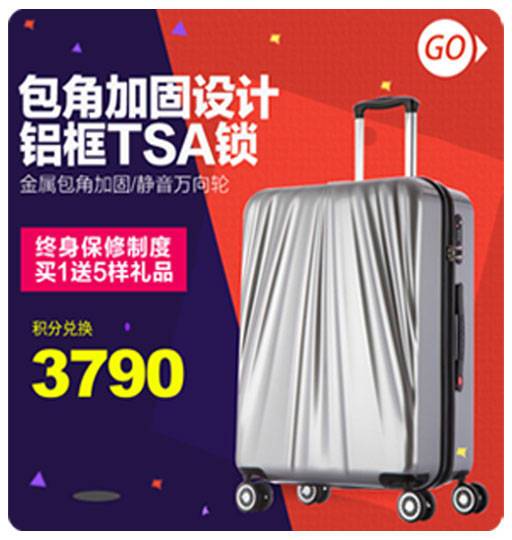 GO
包角加固设计
铝框TSA锁
金属包角加固/静音万向轮
终身保修制度
买1送5样礼品
积分兑换
3790